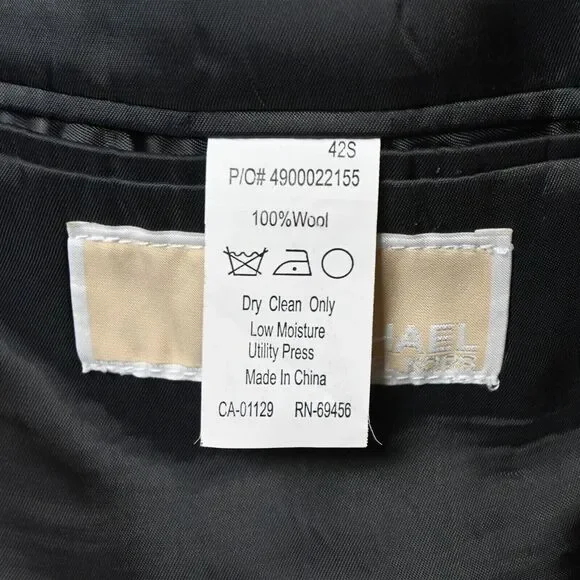 42S
P/O# 4900022155
100%Wool
Dry Clean Only
Low Moisture
Utility Press
Made In China
CA-01129 RN-69456
HAEL